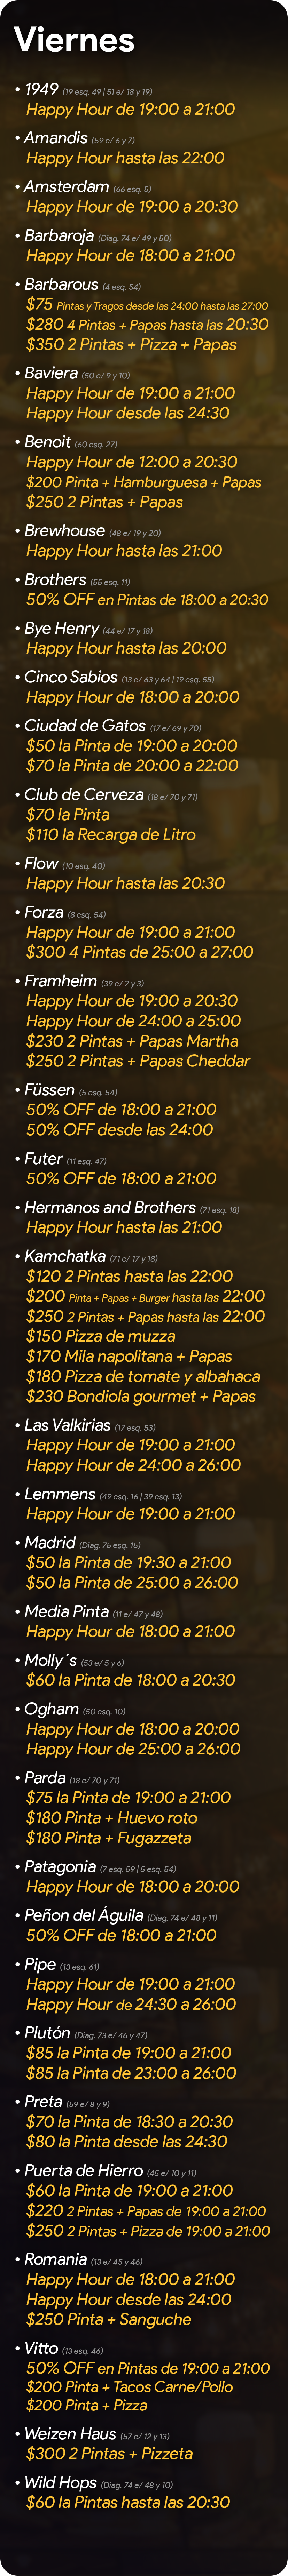 Viernes
• 1949 (19 esq. 49 | 51 e/ 18 y 19)
Happy Hour de 19:00 a 21:00
• Amandis (59 e/ 6 y 7)
Happy Hour hasta las 22:00
• Amsterdam (66 esq. 5)
Happy Hour de 19:00 a 20:30
• Barbaroja (Diag. 74 e/ 49 y 50)
Happy Hour de 18:00 a 21:00
• Barbarous (4 esq. 54)
$75 Pintas y Tragos desde las 24:00 hasta las 27:00
$280 4 Pintas + Papas hasta las 20:30
$350 2 Pintas + Pizza + Papas
• Baviera (50 e/ 9 y 10)
Happy Hour de 19:00 a 21:00
Happy Hour desde las 24:30
• Benoit (60 esq. 27)
Happy Hour de 12:00 a 20:30
$200 Pinta + Hamburguesa + Papas
$250 2 Pintas + Papas
• Brewhouse (48 e/ 19 y 20)
Happy Hour hasta las 21:00
• Brothers (55 esq. 11)
50% OFF en Pintas de 18:00 a 20:30
• Bye Henry (44 e/ 17 y 18)
Happy Hour hasta las 20:00
• Cinco Sabios (13 e/ 63 y 64 | 19 esq. 55)
Happy Hour de 18:00 a 20:00
• Ciudad de Gatos (17 e/ 69 y 70)
$50 la Pinta de 19:00 a 20:00
$70 la Pinta de 20:00 a 22:00
• Club de Cerveza (18 e/ 70 y 71)
$70 la Pinta
$110 la Recarga de Litro
• Flow (10 esq. 40)
Happy Hour hasta las 20:30
• Forza (8 esq. 54)
Happy Hour de 19:00 a 21:00
$300 4 Pintas de 25:00 a 27:00
• Framheim (39 e/ 2 y 3)
Happy Hour de 19:00 a 20:30
Happy Hour de 24:00 a 25:00
$230 2 Pintas + Papas Martha
$250 2 Pintas + Papas Cheddar
• Füssen (5 esq. 54)
50% OFF de 18:00 a 21:00
50% OFF desde las 24:00
• Futer (11 esq. 47)
50% OFF de 18:00 a 21:00
• Hermanos and Brothers (71 esq. 18)
Happy Hour hasta las 21:00
• Kamchatka (71 e/ 17 y 18)
$120 2 Pintas hasta las 22:00
$200 Pinta + Papas + Burger hasta las 22:00
$250 2 Pintas + Papas hasta las 22:00
$150 Pizza de muzza
$170 Mila napolitana + Papas
$180 Pizza de tomate y albahaca
$230 Bondiola gourmet + Papas
• Las Valkirias (17 esq. 53)
Happy Hour de 19:00 a 21:00
Happy Hour de 24:00 a 26:00
• Lemmens (49 esq. 16 | 39 esq. 13)
Happy Hour de 19:00 a 21:00
• Madrid (Diag. 75 esq. 15)
$50 la Pinta de 19:30 a 21:00
$50 la Pinta de 25:00 a 26:00
• Media Pinta (11 e/ 47 y 48)
Happy Hour de 18:00 a 21:00
• Molly´s (53 e/ 5 y 6)
$60 la Pinta de 18:00 a 20:30
• Ogham (50 esq. 10)
Happy Hour de 18:00 a 20:00
Happy Hour de 25:00 a 26:00
• Parda (18 e/ 70 y 71)
$75 la Pinta de 19:00 a 21:00
$180 Pinta + Huevo roto
$180 Pinta + Fugazzeta
• Patagonia (7 esq. 59 | 5 esq. 54)
Happy Hour de 18:00 a 20:00
• Peñon del Águila (Diag. 74 e/ 48 y 11)
50% OFF de 18:00 a 21:00
• Pipe (13 esq. 61)
Happy Hour de 19:00 a 21:00
Happy Hour de 24:30 a 26:00
• Plutón (Diag. 73 e/ 46 y 47)
$85 la Pinta de 19:00 a 21:00
$85 la Pinta de 23:00 a 26:00
• Preta (59 e/ 8 y 9)
$70 la Pinta de 18:30 a 20:30
$80 la Pinta desde las 24:30
• Puerta de Hierro (45 e/ 10 y 11)
$60 la Pinta de 19:00 a 21:00
$220 2 Pintas + Papas de 19:00 a 21:00
$250 2 Pintas + Pizza de 19:00 a 21:00
• Romania (13 e/ 45 y 46)
Happy Hour de 18:00 a 21:00
Happy Hour desde las 24:00
$250 Pinta + Sanguche
• Vitto (13 esq. 46)
50% OFF en Pintas de 19:00 a 21:00
$200 Pinta + Tacos Carne/Pollo
$200 Pinta + Pizza
• Weizen Haus (57 e/ 12 y 13)
$300 2 Pintas + Pizzeta
• Wild Hops (Diag. 74 e/ 48 y 10)
$60 la Pintas hasta las 20:30